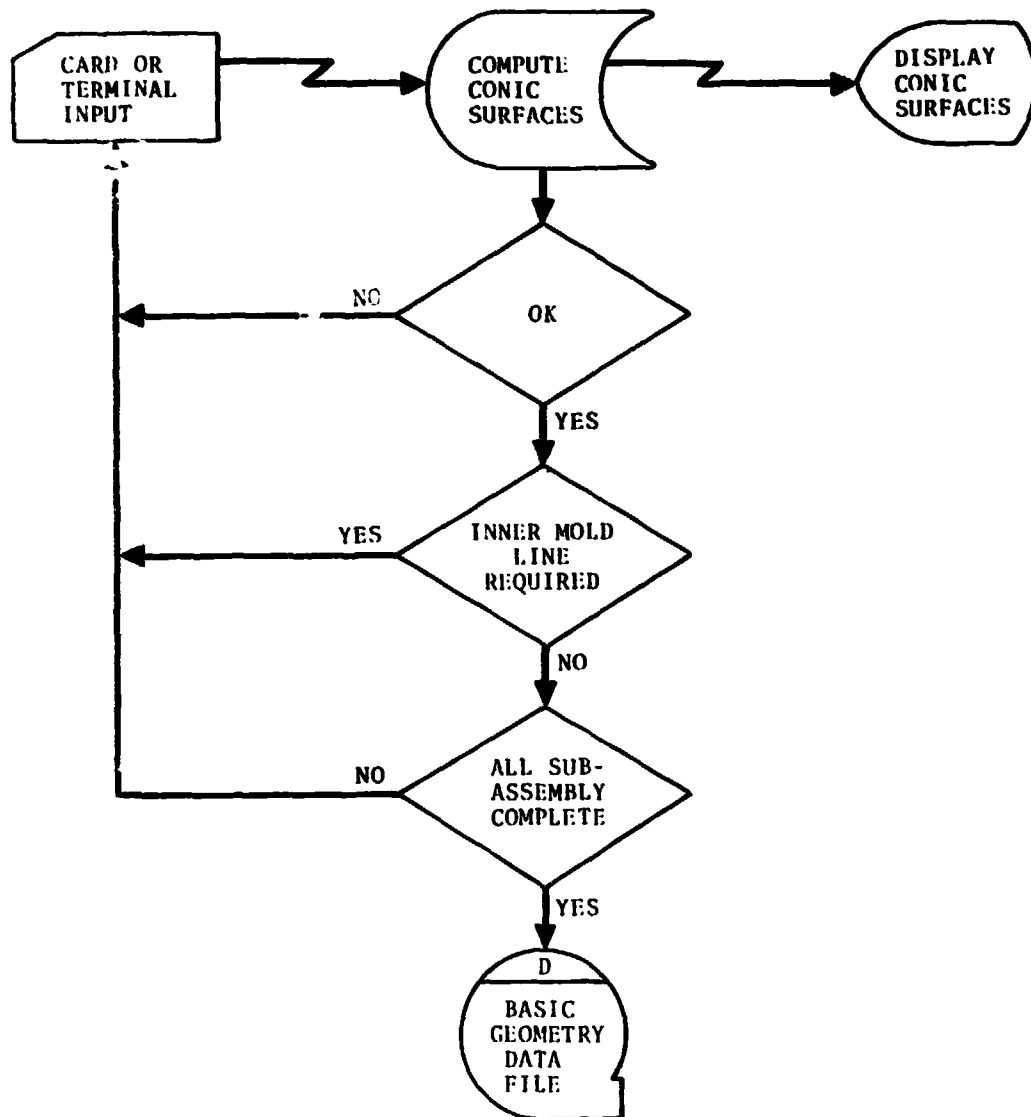 CARD OR
TERMINAL
INPUT
COMPUTE
CONIC
SURFACES
DISPLAY
CONIC
SURFACES
NO
OK
YES
YES
INNER MOLD
LINE
REQUIRED
NO
NO
ALL SUB-
ASSEMBLY
COMPLETE
YES
D
BASIC
GEOMETRY
DATA
FILE